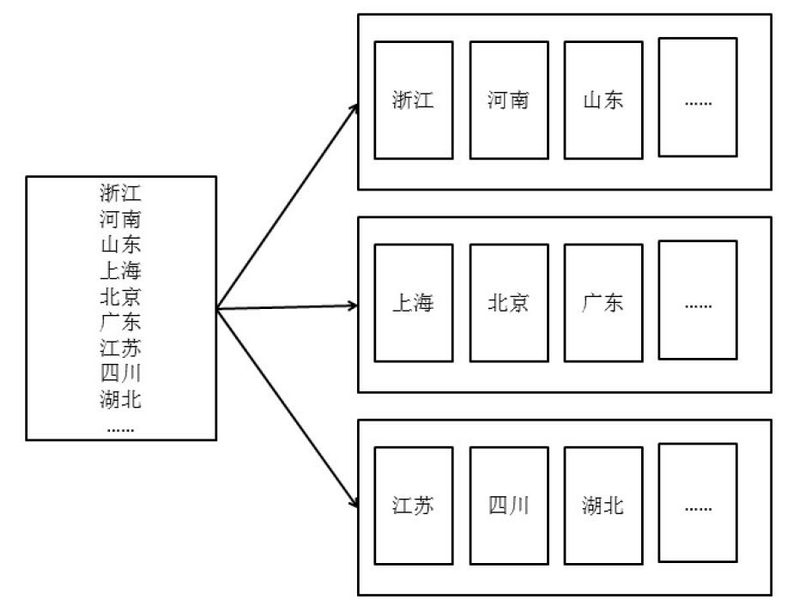 浙江
河南
山东
上海
北京
广东
江苏
四川
湖北
......
浙江 河南 山东 ......
上海 北京 广东 ......
江苏 四川 湖北 ......